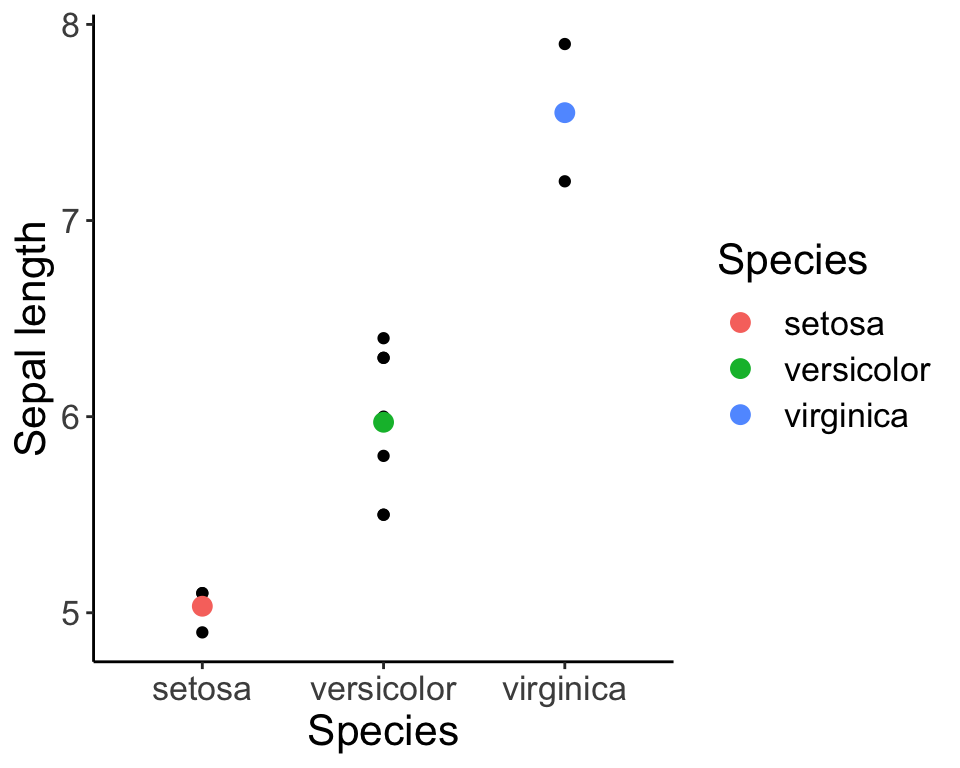 8
7
6
5
Sepal length
setosa versicolor virginica
Species
Species
setosa
versicolor
virginica